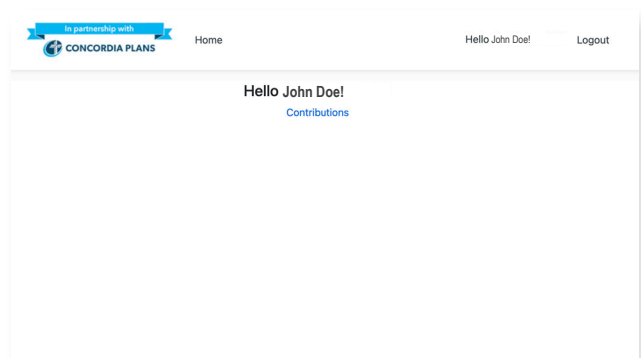 In partnership with
CONCORDIA PLANS
Home
Hello John Doe!
Logout
Hello John Doe!
Contributions